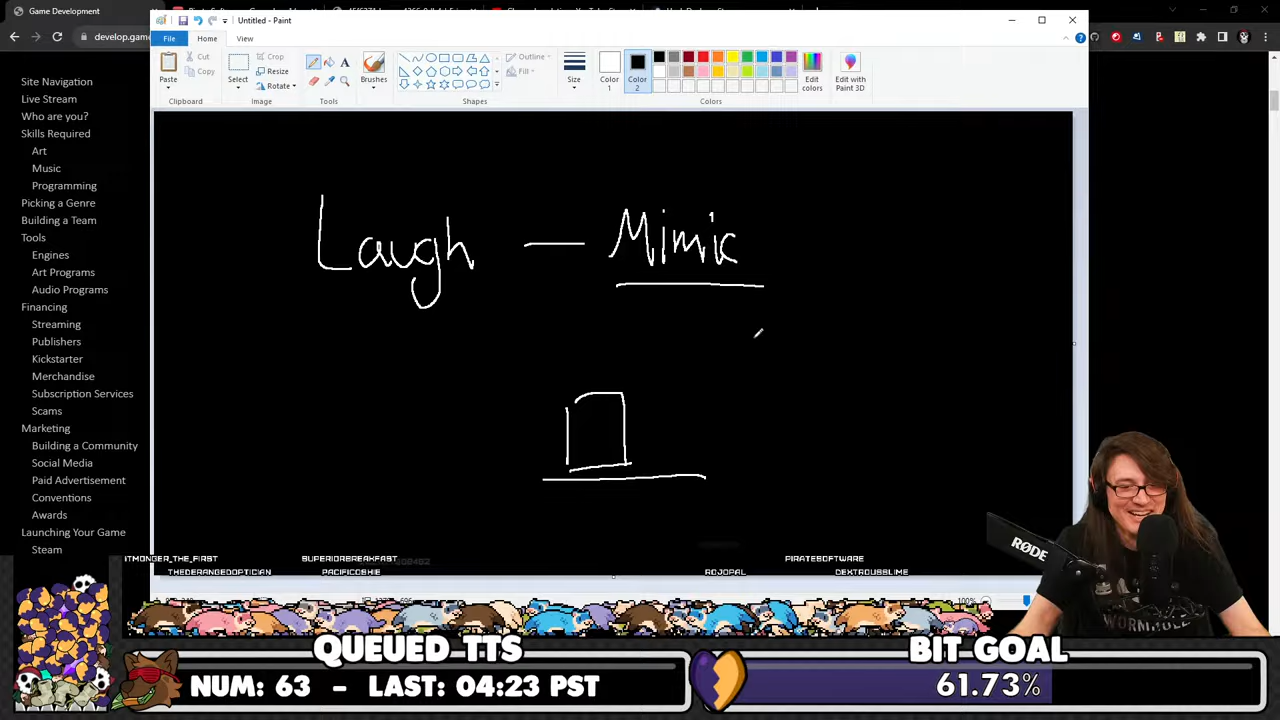 Game Development
Untitled - Paint
develop.game
File Home View
Cut
Copy
Paste
Clipboard
Select
Crop
Resize
Rotate
Image
Tools
Brushes
Outline
Fill
Shapes
Size
Color 1
Color 2
Edit colors
Colors
Edit with Paint 3D
Site Navigation
Live Stream
Who are you?
Skills Required
Art
Music
Programming
Picking a Genre
Building a Team
Tools
Engines
Art Programs
Audio Programs
Financing
Streaming
Publishers
Kickstarter
Merchandise
Subscription Services
Scams
Marketing
Building a Community
Social Media
Paid Advertisement
Conventions
Awards
Launching Your Game
Steam
Laugh — Mimic
RØDE
ITMONGER_THE_FIRST SUPERIORBREAKFAST PIRATESOFTWARE
THEDERANGEDOPTICIAN PACIFICOSHIE ROJOPAL DEXTROUSSLIME
100%
QUEUED TTS
NUM: 63 - LAST: 04:23 PST
BIT GOAL
61.73%